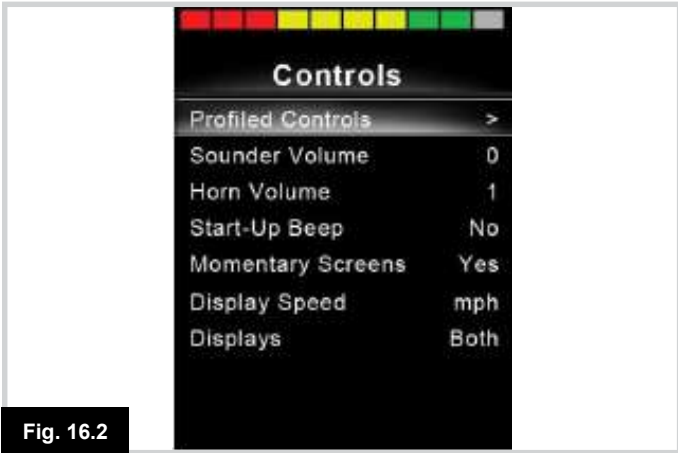 Controls
Profiled Controls >
Sounder Volume 0
Horn Volume 1
Start-Up Beep No
Momentary Screens Yes
Display Speed mph
Displays Both
Fig. 16.2